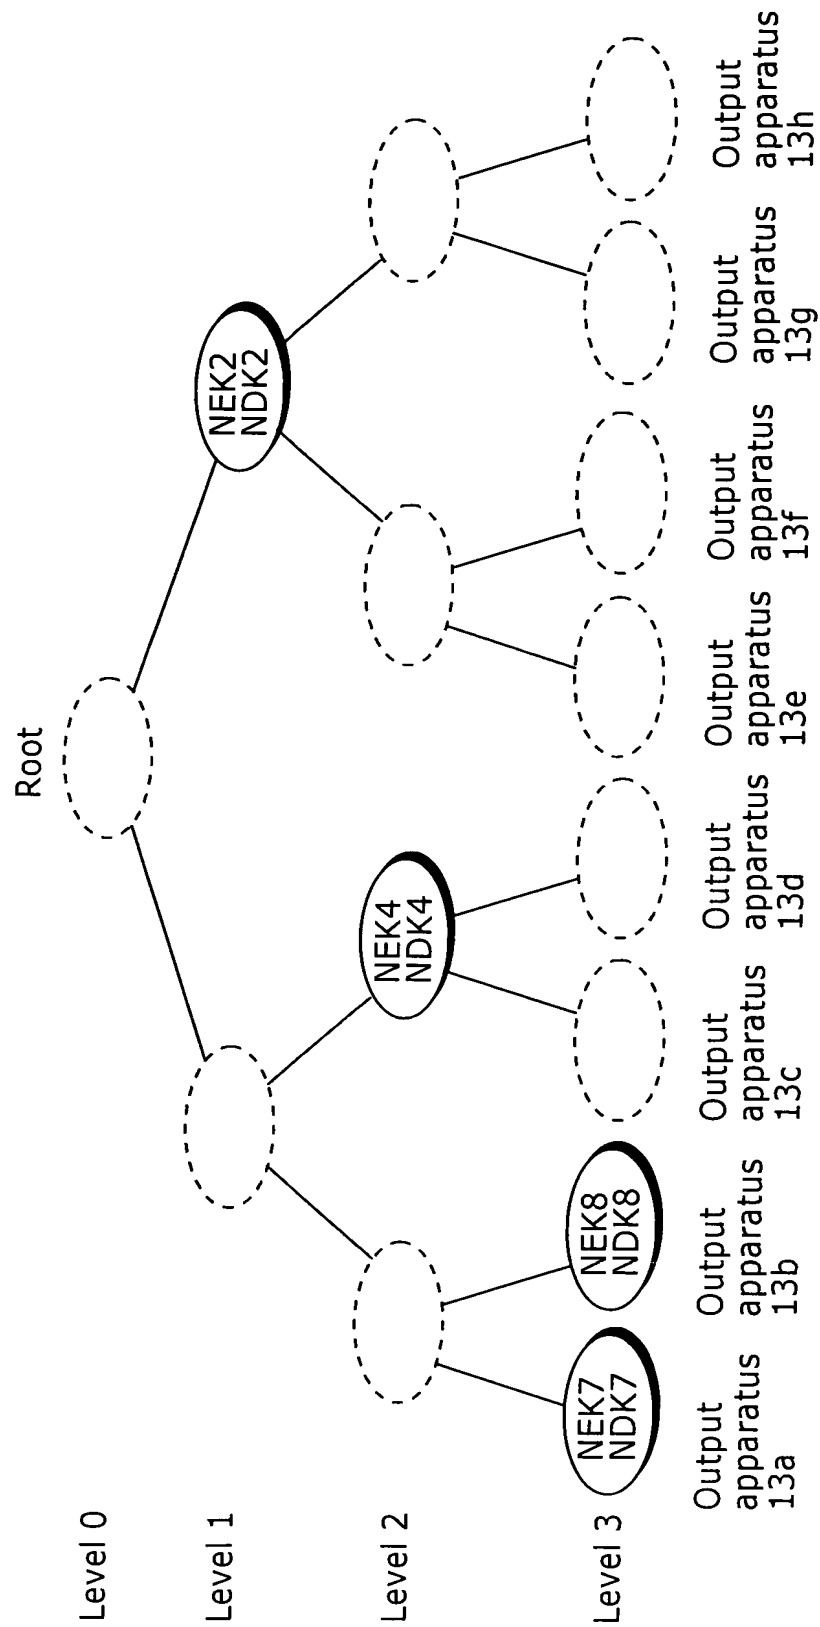 Root
Level 0
Level 1
NEK2
NDK2
Level 2
NEK4
NDK4
Level 3
NEK7
NDK7
NEK8
NDK8
Output
apparatus
13a
Output
apparatus
13b
Output
apparatus
13c
Output
apparatus
13d
Output
apparatus
13e
Output
apparatus
13f
Output
apparatus
13g
Output
apparatus
13h